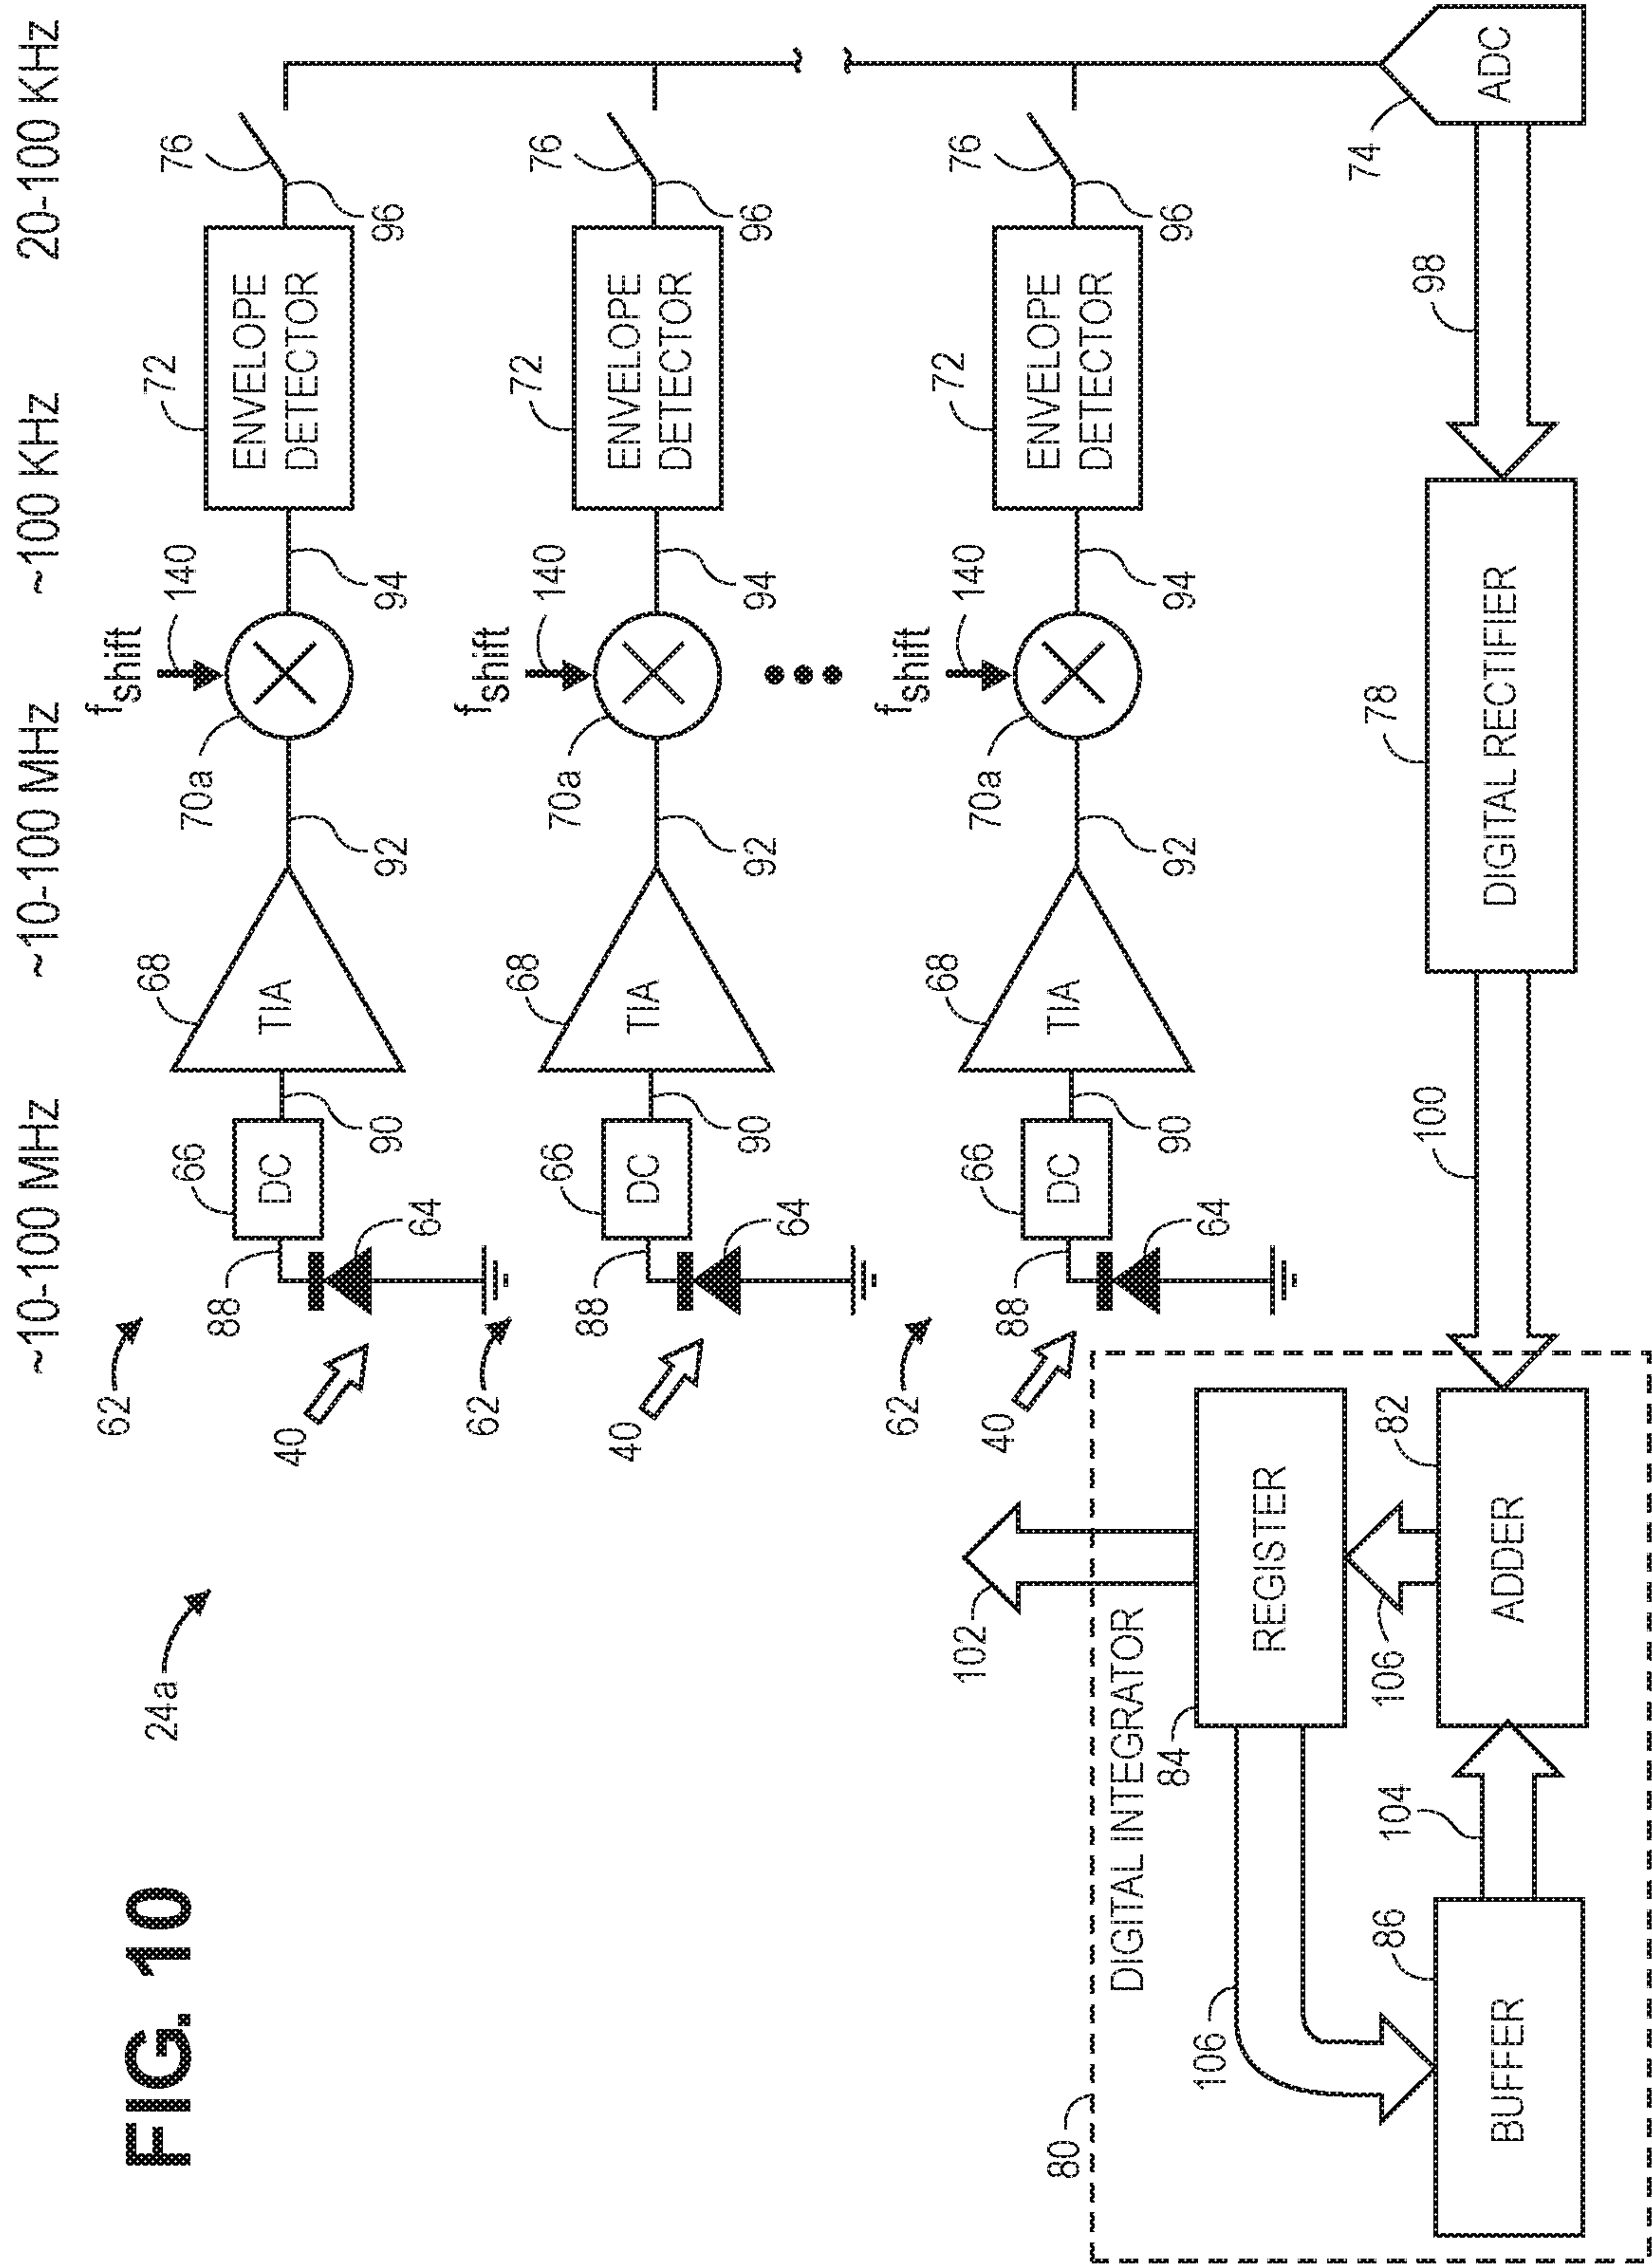 FIG. 10
24a
~10-100 MHz
~10-100 MHz
~100 KHz
20-100 KHz
62
40
88
64
66
DC
90
68
TIA
92
70a
fshift
140
94
72
ENVELOPE
DETECTOR
96
76
62
40
88
64
66
DC
90
68
TIA
92
70a
fshift
140
94
72
ENVELOPE
DETECTOR
96
76
62
40
88
64
66
DC
90
68
TIA
92
70a
fshift
140
94
72
ENVELOPE
DETECTOR
96
76
80
DIGITAL INTEGRATOR
102
106
84
REGISTER
86
BUFFER
104
106
82
ADDER
100
78
DIGITAL RECTIFIER
98
74
ADC